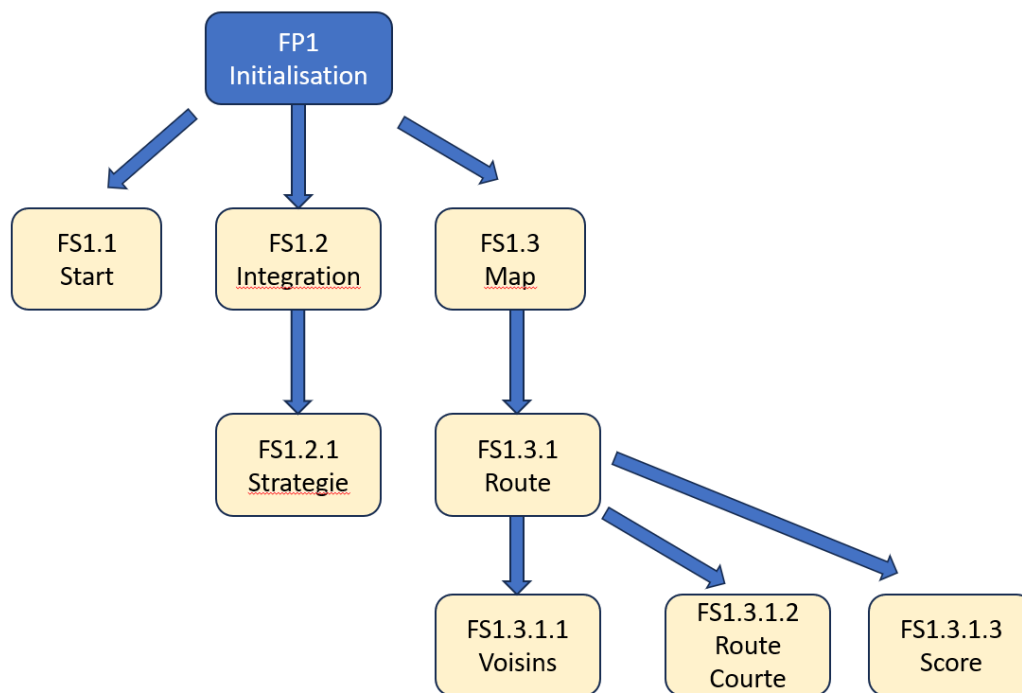 FP1
Initialisation
FS1.1
Start
FS1.2
Integration
FS1.3
Map
FS1.2.1
Strategie
FS1.3.1
Route
FS1.3.1.1
Voisins
FS1.3.1.2
Route
Courte
FS1.3.1.3
Score